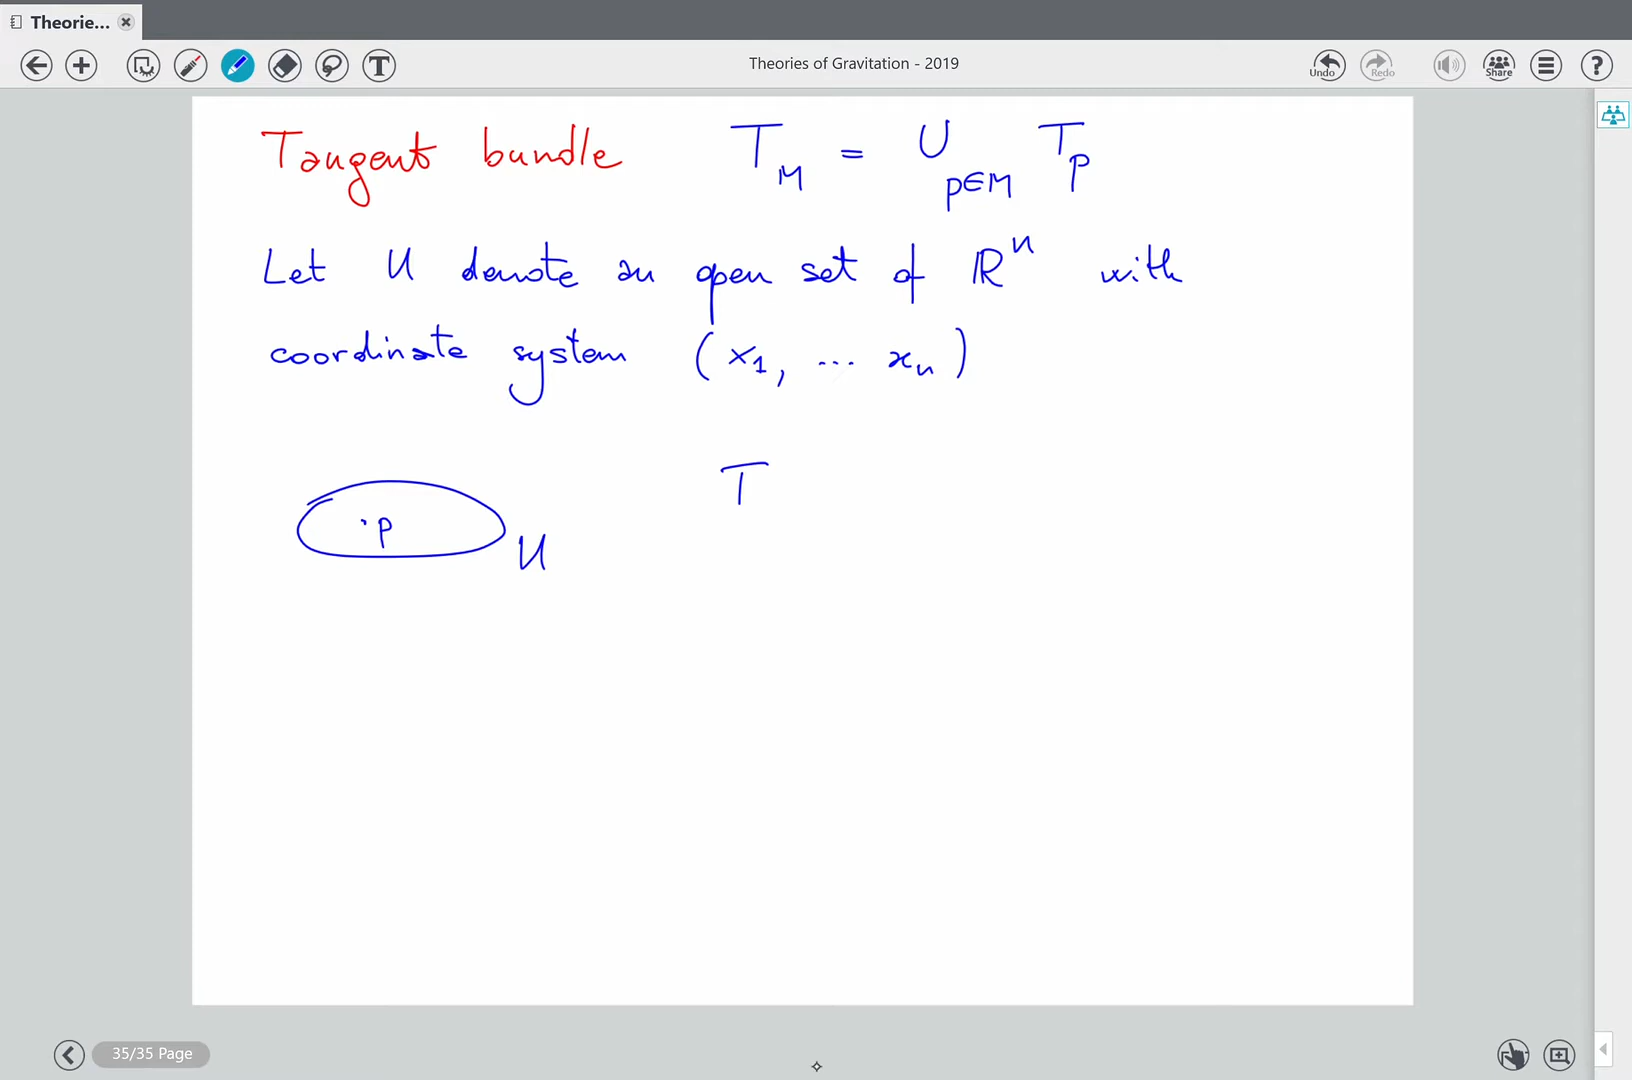 Theorie...
Theories of Gravitation - 2019
Undo
Redo
Share
Tangent bundle T_M = U_{p∈M} T_p
Let U denote an open set of ℝ^n with
coordinate system (x_1, ... x_n)
T
·p
U
35/35 Page